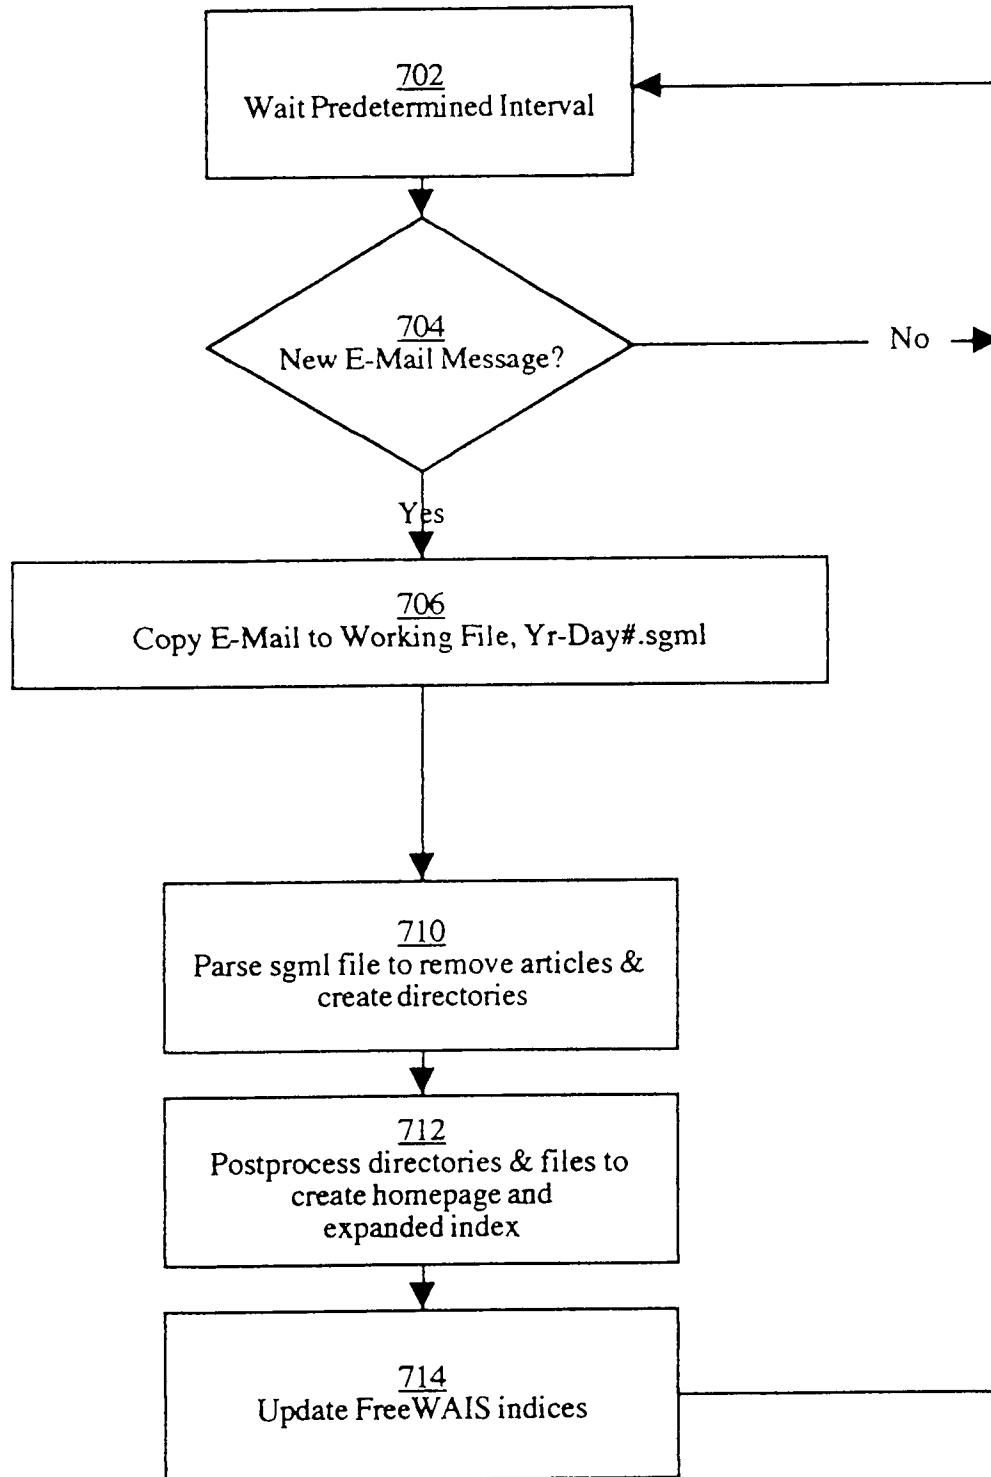 702
Wait Predetermined Interval
704
New E-Mail Message?
No
Yes
706
Copy E-Mail to Working File, Yr-Day#.sgml
710
Parse sgml file to remove articles &
create directories
712
Postprocess directories & files to
create homepage and
expanded index
714
Update FreeWAIS indices